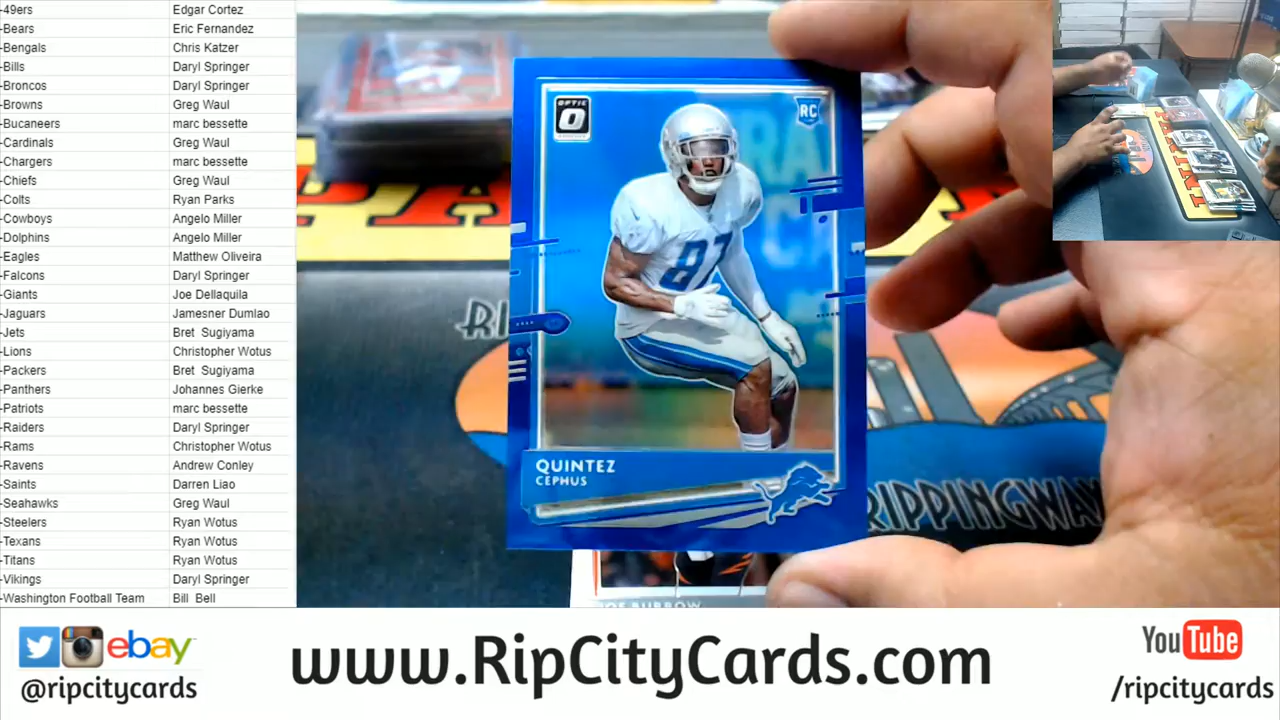 -49ers Edgar Cortez
-Bears Eric Fernandez
-Bengals Chris Katzer
-Bills Daryl Springer
-Broncos Daryl Springer
-Browns Greg Waul
-Bucaneers marc bessette
-Cardinals Greg Waul
-Chargers marc bessette
-Chiefs Greg Waul
-Colts Ryan Parks
-Cowboys Angelo Miller
-Dolphins Angelo Miller
-Eagles Matthew Oliveira
-Falcons Daryl Springer
-Giants Joe Dellaquila
-Jaguars Jamesner Dumlao
-Jets Bret Sugiyama
-Lions Christopher Wotus
-Packers Bret Sugiyama
-Panthers Johannes Gierke
-Patriots marc bessette
-Raiders Daryl Springer
-Rams Christopher Wotus
-Ravens Andrew Conley
-Saints Darren Liao
-Seahawks Greg Waul
-Steelers Ryan Wotus
-Texans Ryan Wotus
-Titans Ryan Wotus
-Vikings Daryl Springer
-Washington Football Team Bill Bell
OPTIC
O
RC
87
QUINTEZ
CEPHUS
RIPPINGWAX
JOE BURROW
PANINI
ebay
@ripcitycards
www.RipCityCards.com
YouTube
/ripcitycards